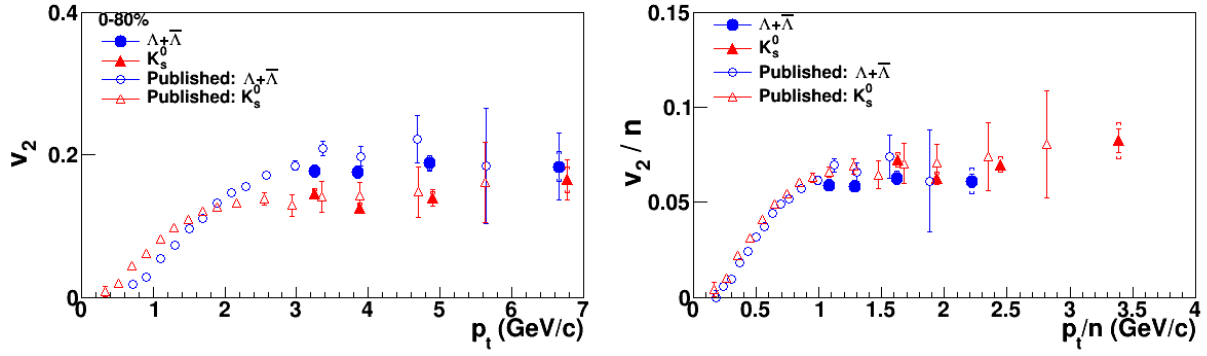 0-80%
Λ+Λ̅
K⁰ₛ
Published: Λ+Λ̅
Published: K⁰ₛ
v₂
0.4
0.2
0
0 1 2 3 4 5 6 7
pₜ (GeV/c)
Λ+Λ̅
K⁰ₛ
Published: Λ+Λ̅
Published: K⁰ₛ
v₂ / n
0.15
0.1
0.05
0
0 0.5 1 1.5 2 2.5 3 3.5 4
pₜ/n (GeV/c)